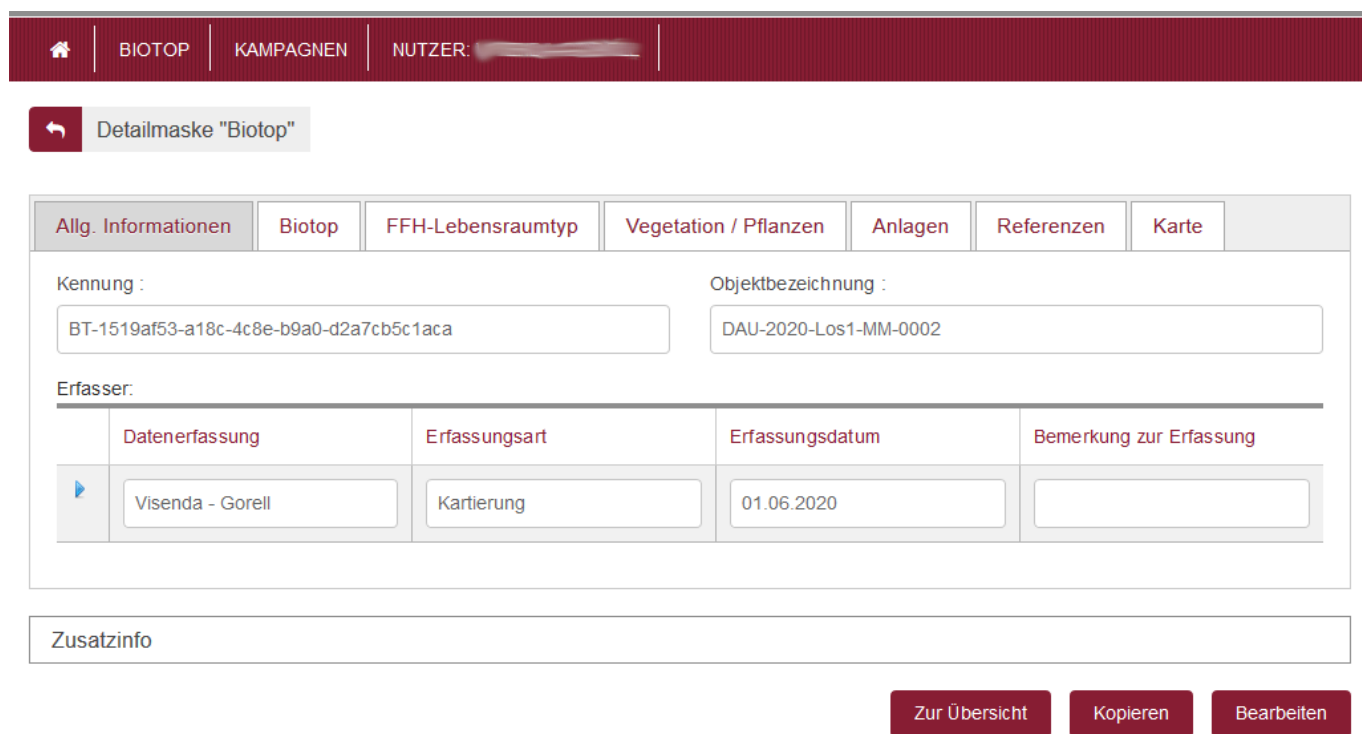 BIOTOP KAMPAGNEN NUTZER:
Detailmaske "Biotop"
Allg. Informationen Biotop FFH-Lebensraumtyp Vegetation / Pflanzen Anlagen Referenzen Karte
Kennung : Objektbezeichnung :
BT-1519af53-a18c-4c8e-b9a0-d2a7cb5c1aca DAU-2020-Los1-MM-0002
Erfasser:
Datenerfassung Erfassungsart Erfassungsdatum Bemerkung zur Erfassung
Visenda - Gorell Kartierung 01.06.2020
Zusatzinfo
Zur Übersicht Kopieren Bearbeiten